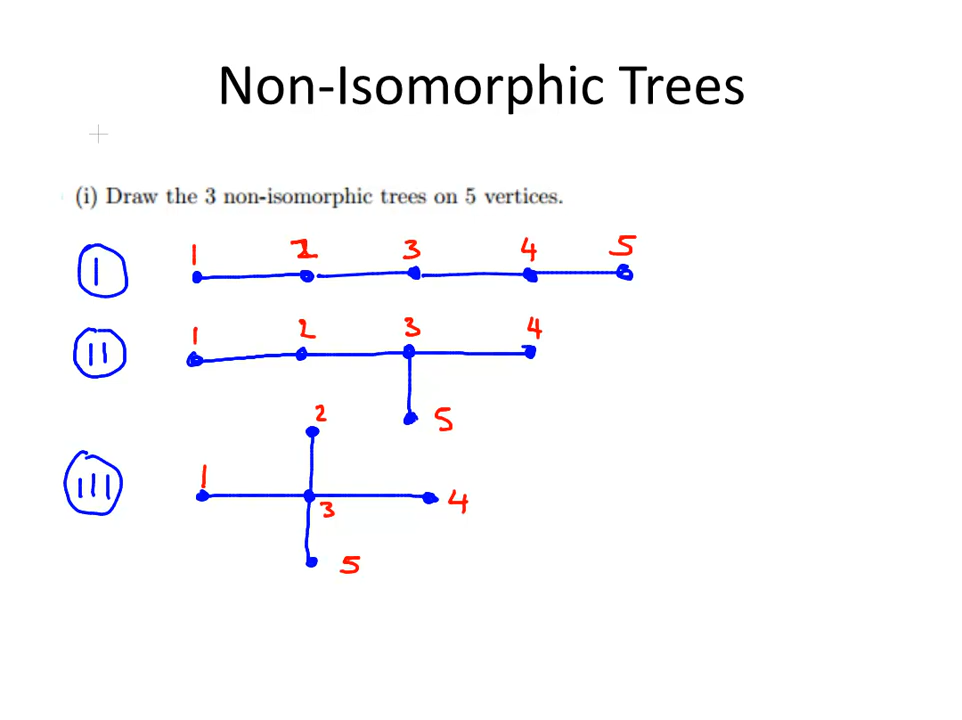 Non-Isomorphic Trees
(i) Draw the 3 non-isomorphic trees on 5 vertices.
I 1 2 3 4 5
II 1 2 3 4
5
2
III 1 3 4
5